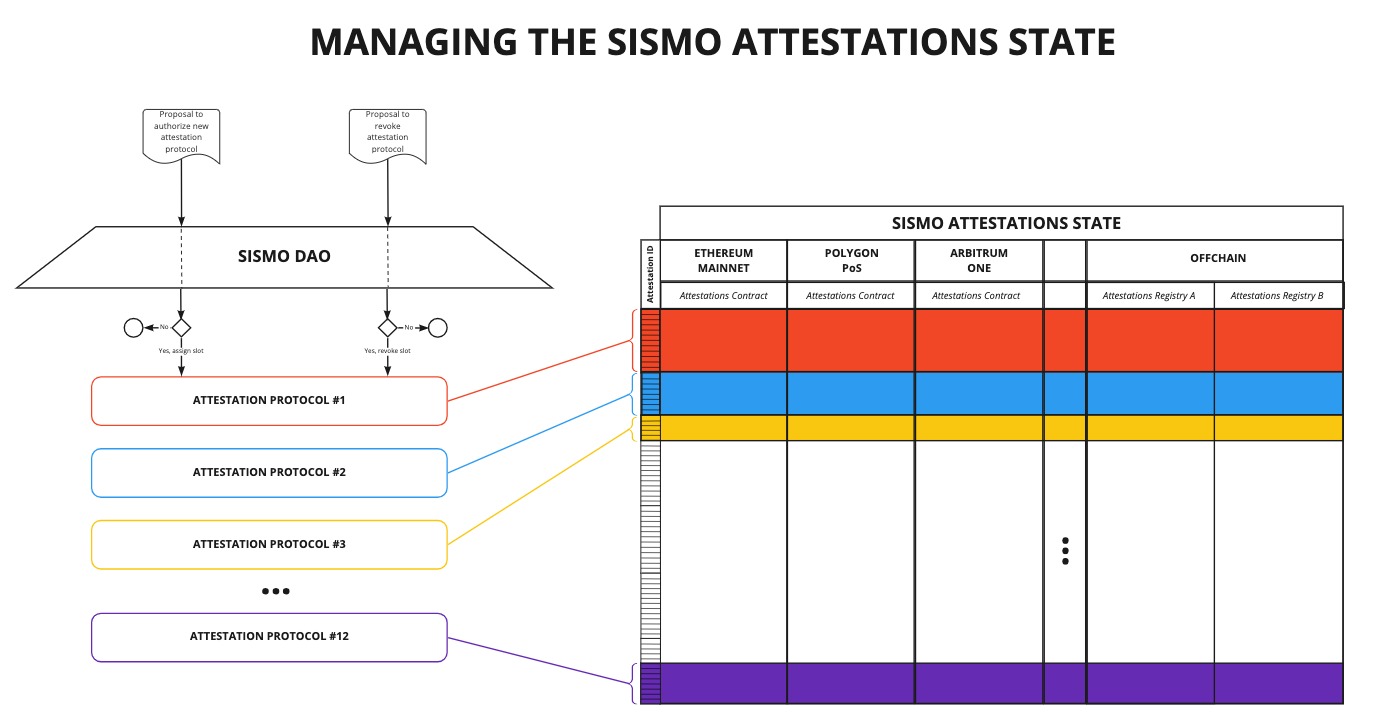 MANAGING THE SISMO ATTESTATIONS STATE
Proposal to
authorize new
attestation
protocol
Proposal to
revoke
attestation
protocol
SISMO DAO
No
No
Yes, assign slot
Yes, revoke slot
ATTESTATION PROTOCOL #1
ATTESTATION PROTOCOL #2
ATTESTATION PROTOCOL #3
ATTESTATION PROTOCOL #12
SISMO ATTESTATIONS STATE
Attestation ID
ETHEREUM
MAINNET
POLYGON
PoS
ARBITRUM
ONE
OFFCHAIN
Attestations Contract
Attestations Contract
Attestations Contract
Attestations Registry A
Attestations Registry B